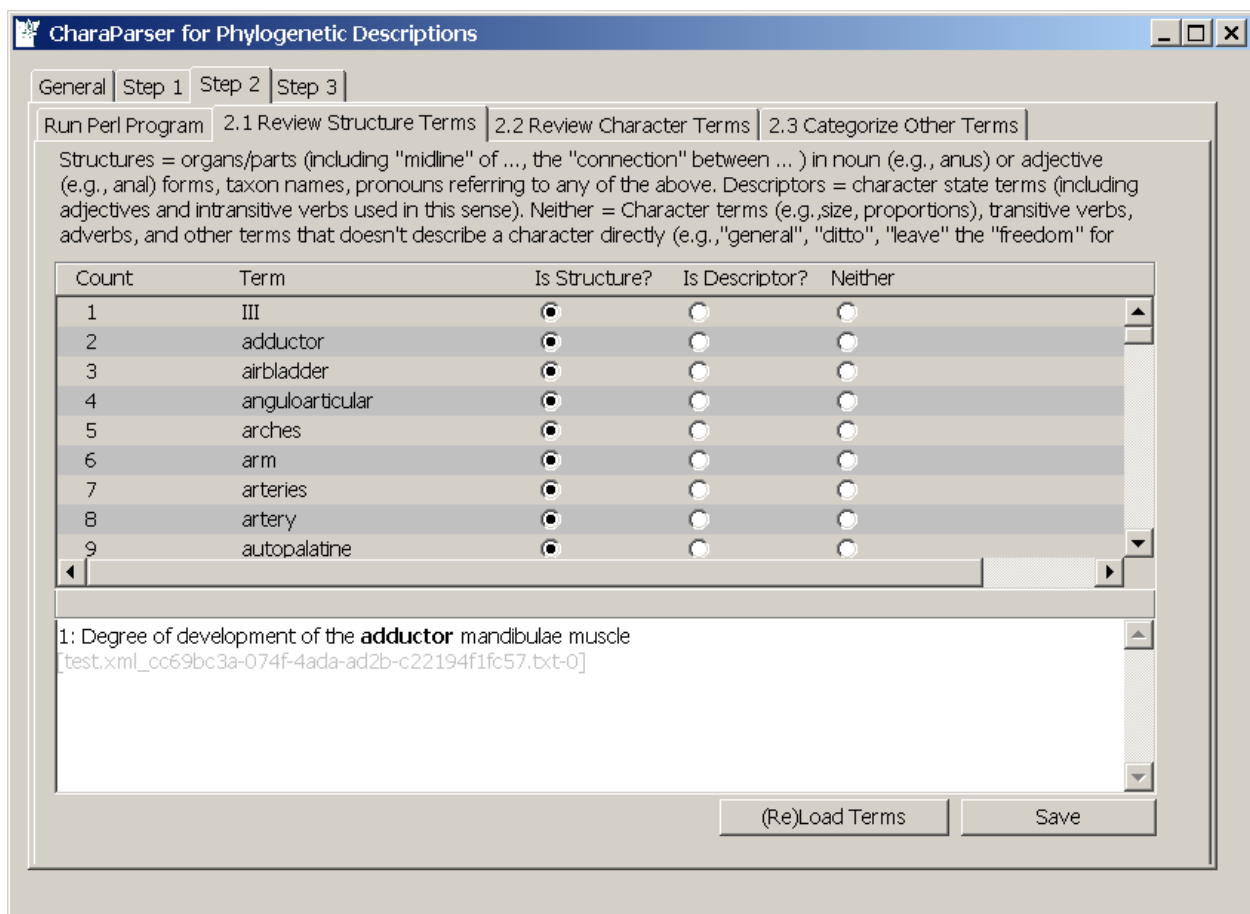 CharaParser for Phylogenetic Descriptions
General Step 1 Step 2 Step 3
Run Perl Program 2.1 Review Structure Terms 2.2 Review Character Terms 2.3 Categorize Other Terms
Structures = organs/parts (including "midline" of ..., the "connection" between ... ) in noun (e.g., anus) or adjective
(e.g., anal) forms, taxon names, pronouns referring to any of the above. Descriptors = character state terms (including
adjectives and intransitive verbs used in this sense). Neither = Character terms (e.g.,size, proportions), transitive verbs,
adverbs, and other terms that doesn't describe a character directly (e.g.,"general", "ditto", "leave" the "freedom" for
Count Term Is Structure? Is Descriptor? Neither
1 III
2 adductor
3 airbladder
4 anguloarticular
5 arches
6 arm
7 arteries
8 artery
9 autopalatine
1: Degree of development of the adductor mandibulae muscle
[test.xml_cc69bc3a-074f-4ada-ad2b-c22194f1fc57.txt-0]
(Re)Load Terms Save